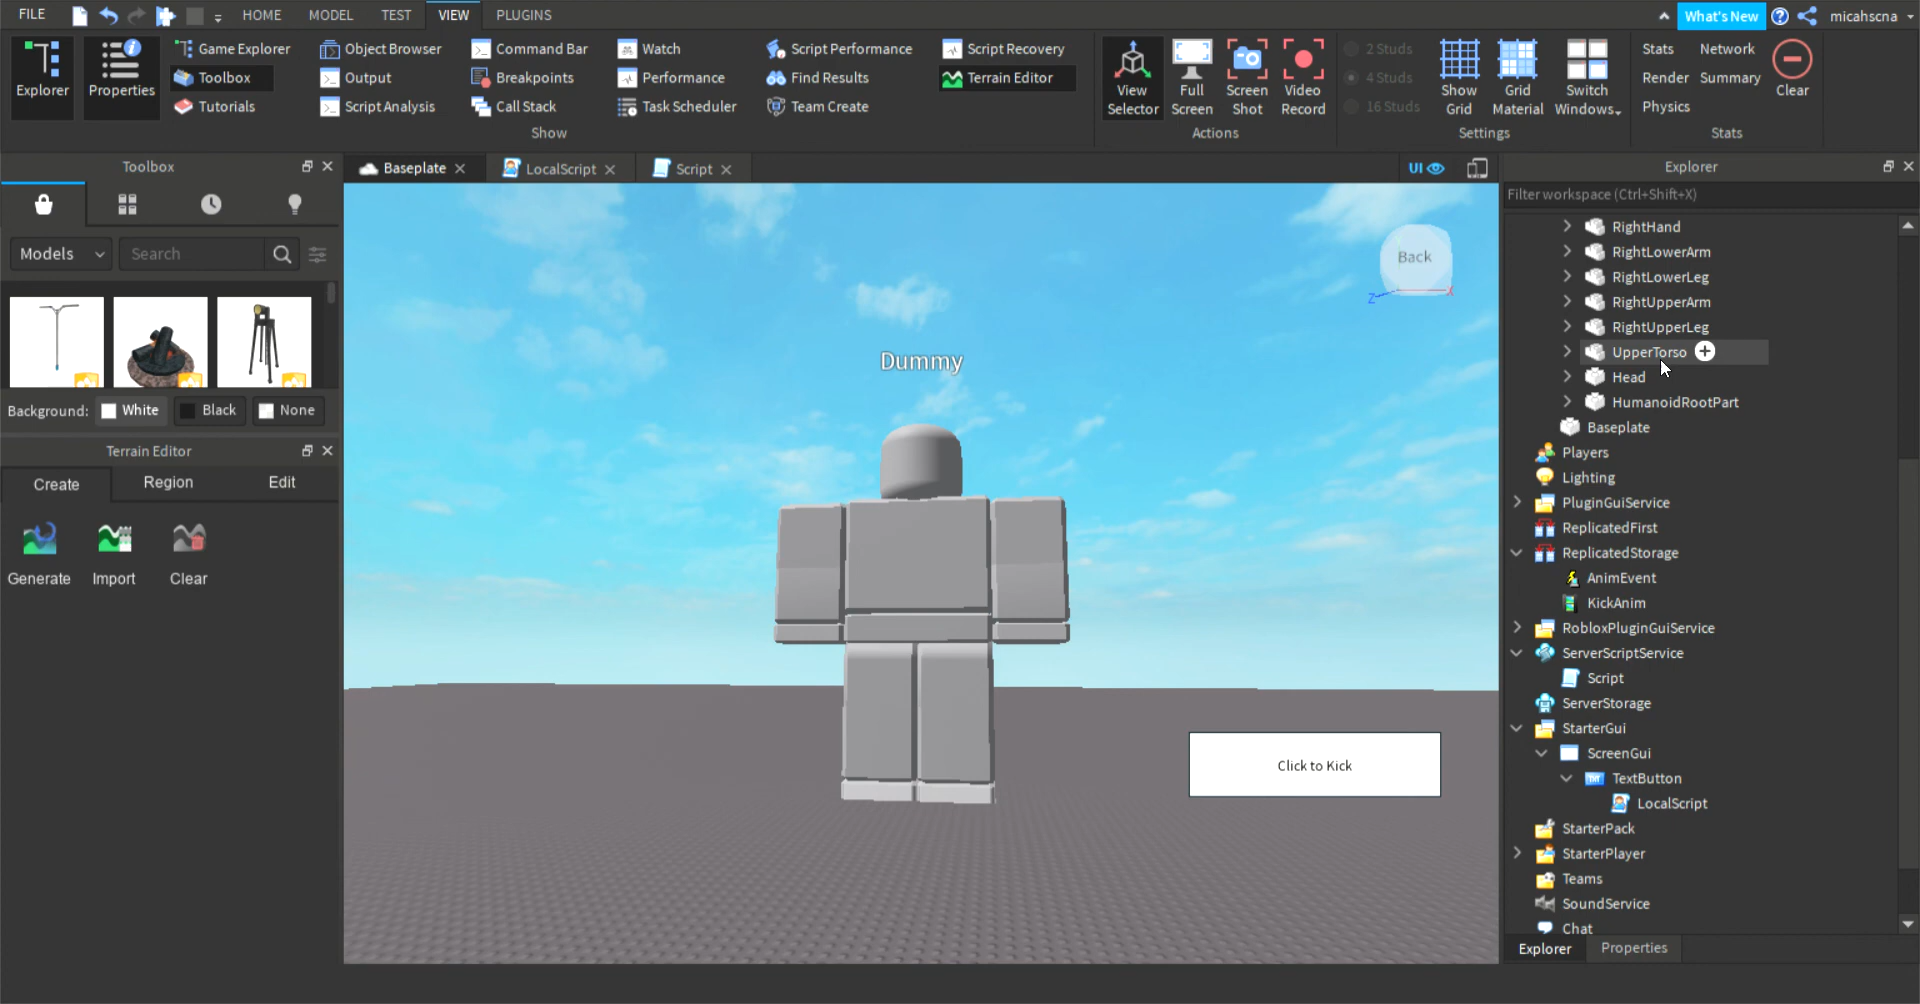 FILE
HOME
MODEL
TEST
VIEW
PLUGINS
What's New
micahscna
Explorer
Properties
Game Explorer
Toolbox
Tutorials
Object Browser
Output
Script Analysis
Command Bar
Breakpoints
Call Stack
Watch
Performance
Task Scheduler
Script Performance
Find Results
Team Create
Script Recovery
Terrain Editor
Show
View
Selector
Full
Screen
Screen
Shot
Video
Record
Actions
2 Studs
4 Studs
16 Studs
Show
Grid
Grid
Material
Switch
Windows
Settings
Stats
Render
Physics
Network
Summary
Clear
Stats
Toolbox
Models
Search
Background:
White
Black
None
Terrain Editor
Create
Region
Edit
Generate
Import
Clear
Baseplate
LocalScript
Script
UI
Back
Z
X
Dummy
Click to Kick
Explorer
Filter workspace (Ctrl+Shift+X)
RightHand
RightLowerArm
RightLowerLeg
RightUpperArm
RightUpperLeg
UpperTorso
Head
HumanoidRootPart
Baseplate
Players
Lighting
PluginGuiService
ReplicatedFirst
ReplicatedStorage
AnimEvent
KickAnim
RobloxPluginGuiService
ServerScriptService
Script
ServerStorage
StarterGui
ScreenGui
TextButton
LocalScript
StarterPack
StarterPlayer
Teams
SoundService
Chat
Explorer
Properties